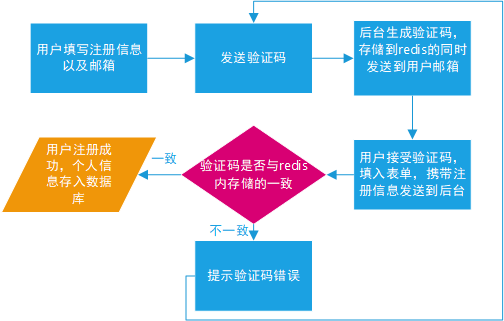 用户填写注册信息
以及邮箱
发送验证码
后台生成验证码，
存储到redis的同时
发送到用户邮箱
用户接受验证码，
填入表单，携带注
册信息发送到后台
验证码是否与redis
内存储的一致
一致
用户注册成
功，个人信
息存入数据
库
不一致
提示验证码错误